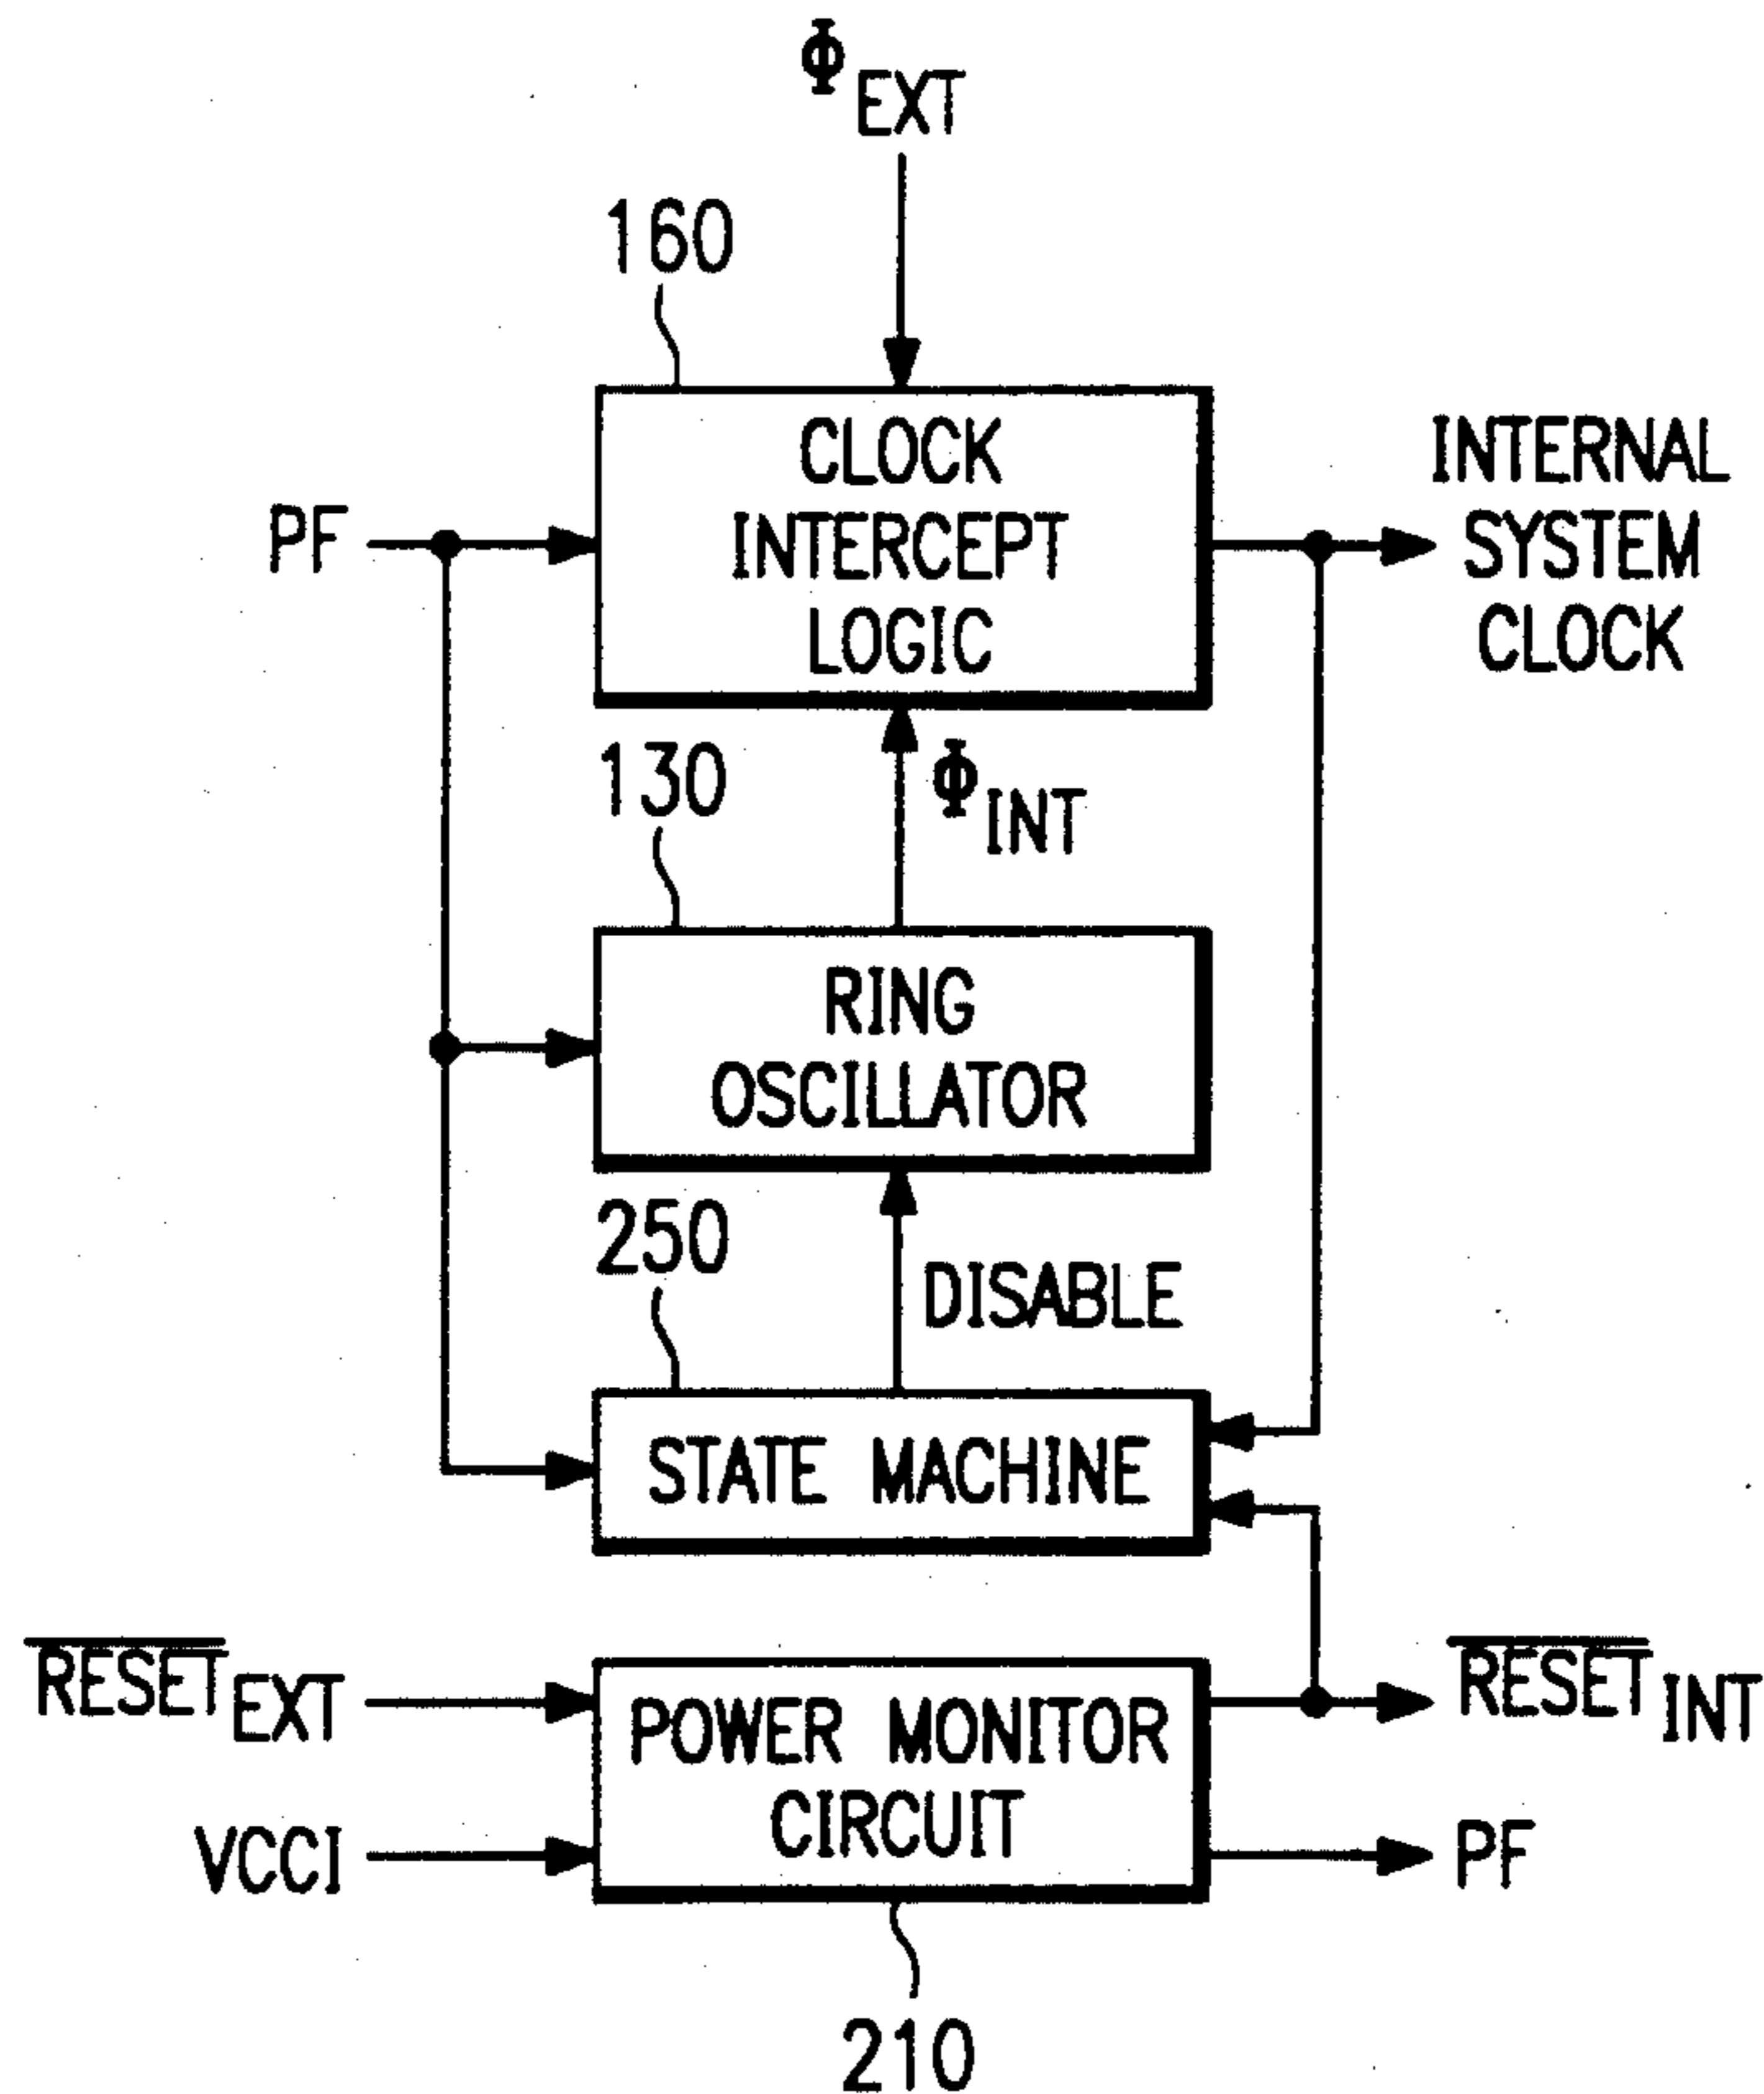 Φ EXT
160
CLOCK
INTERCEPT
LOGIC
PF
INTERNAL
SYSTEM
CLOCK
130
Φ INT
RING
OSCILLATOR
250
DISABLE
STATE MACHINE
RESET EXT
VCCI
POWER MONITOR
CIRCUIT
RESET INT
PF
210